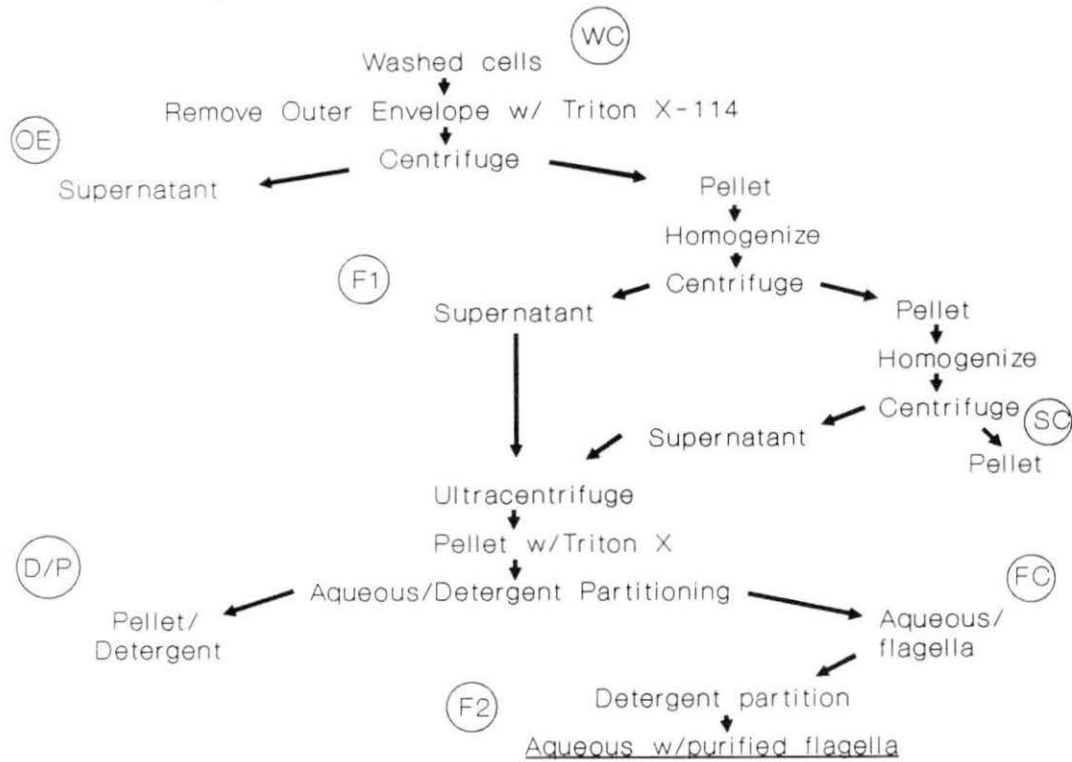 WC
Washed cells
Remove Outer Envelope w/ Triton X-114
OE
Centrifuge
Supernatant
Pellet
Homogenize
F1
Centrifuge
Supernatant
Pellet
Homogenize
Centrifuge
SC
Supernatant
Pellet
Ultracentrifuge
Pellet w/Triton X
D/P
Aqueous/Detergent Partitioning
FC
Pellet/
Detergent
Aqueous/
flagella
F2
Detergent partition
Aqueous w/purified flagella